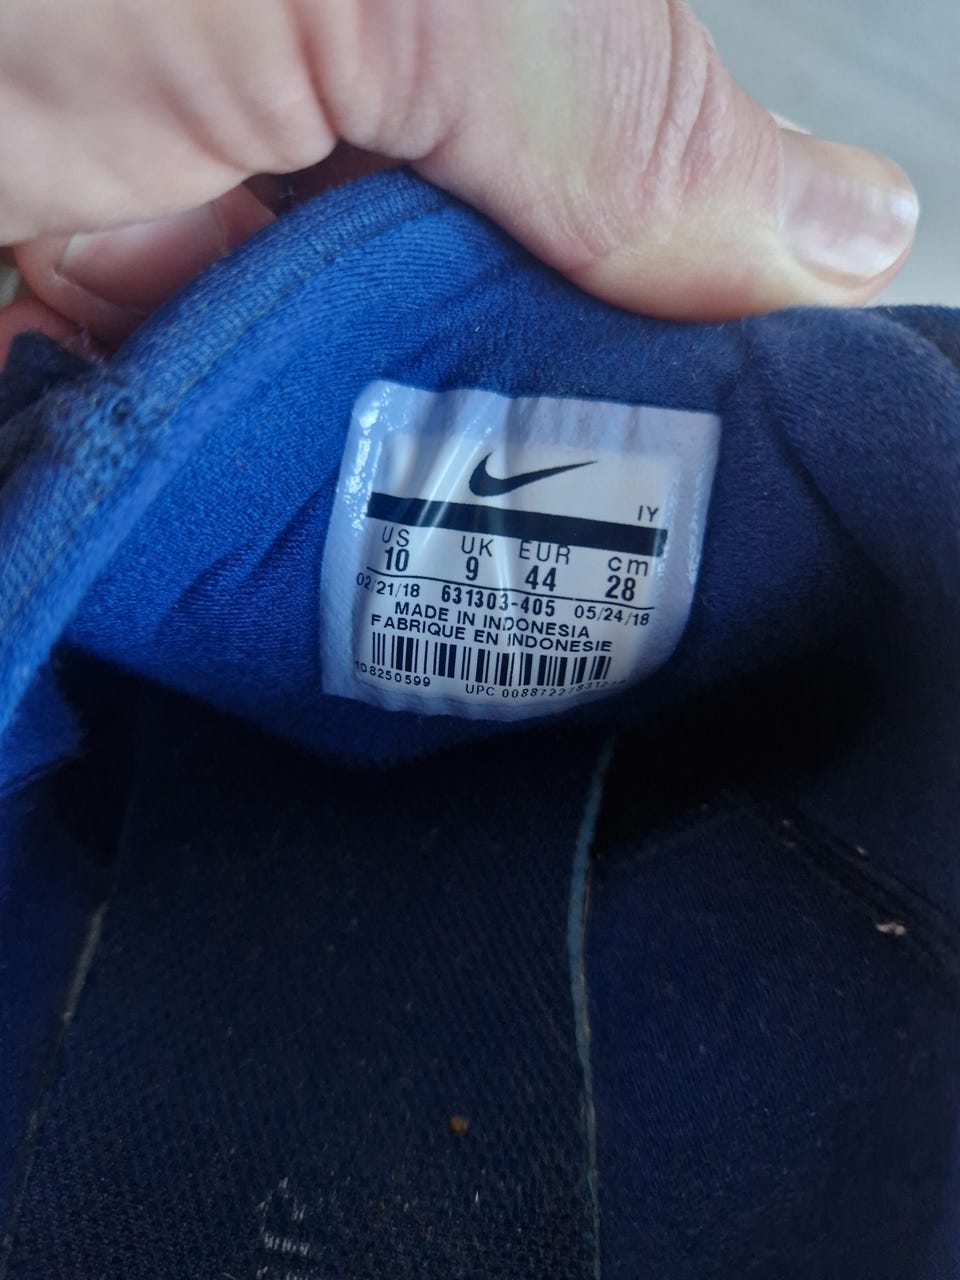 IY
US UK EUR cm
10 9 44 28
02/21/18 631303-405 05/24/18
MADE IN INDONESIA
FABRIQUE EN INDONESIE
UPC